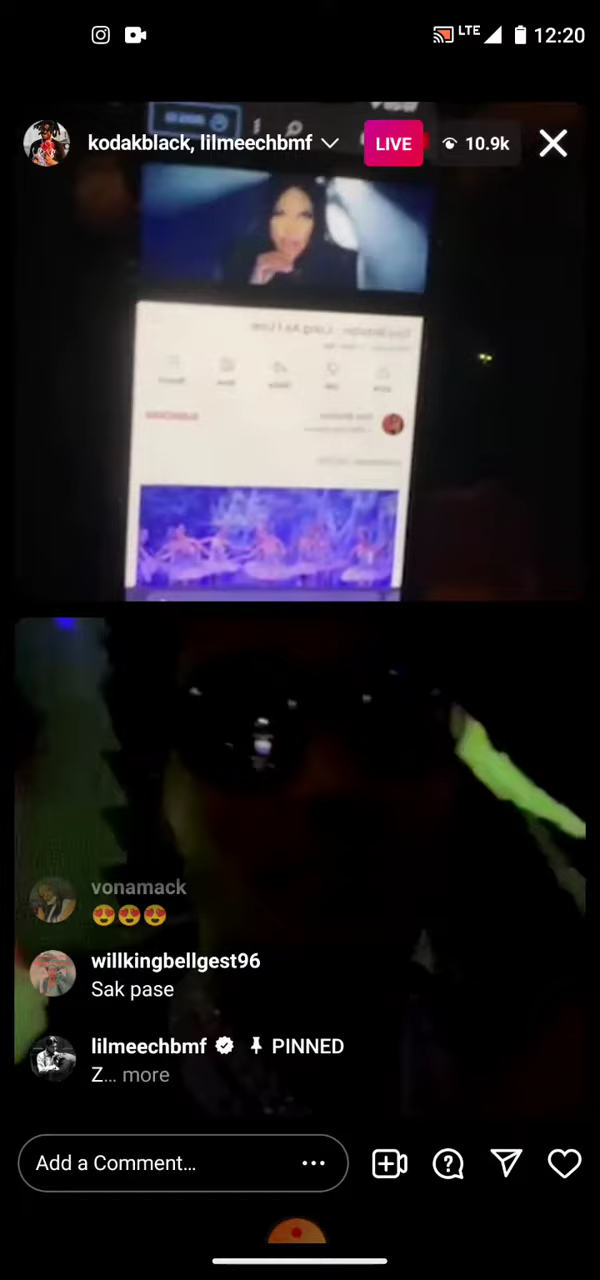 LTE 12:20
kodakblack, lilmeechbmf LIVE 10.9k
vonamack
😍😍😍
willkingbellgest96
Sak pase
lilmeechbmf PINNED
Z... more
Add a Comment...